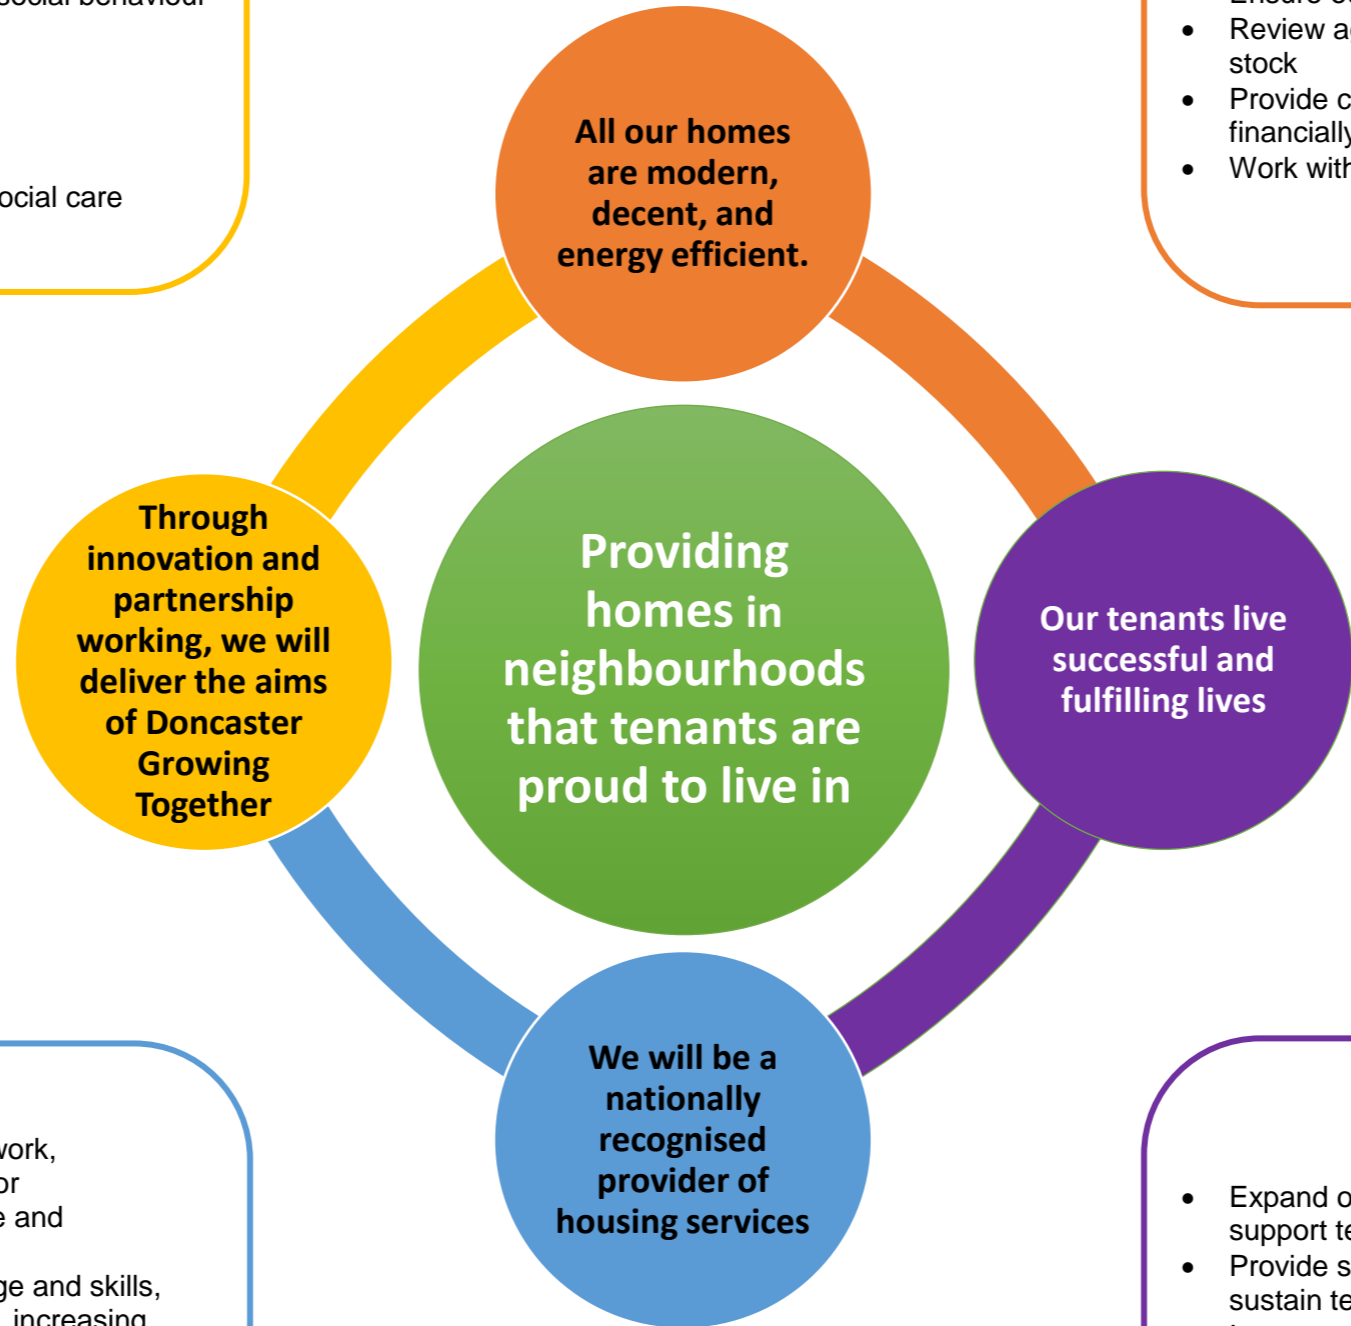 social behaviour
ocial care
Review
stock
Provide
financially
Work with
All our homes
are modern,
decent, and
energy efficient.
Through
innovation and
partnership
working, we will
deliver the aims
of Doncaster
Growing
Together
Providing
homes in
neighbourhoods
that tenants are
proud to live in
Our tenants live
successful and
fulfilling lives
We will be a
nationally
recognised
provider of
housing services
work,
or
e and
ge and skills,
increasing
Expand
support
Provide
sustain